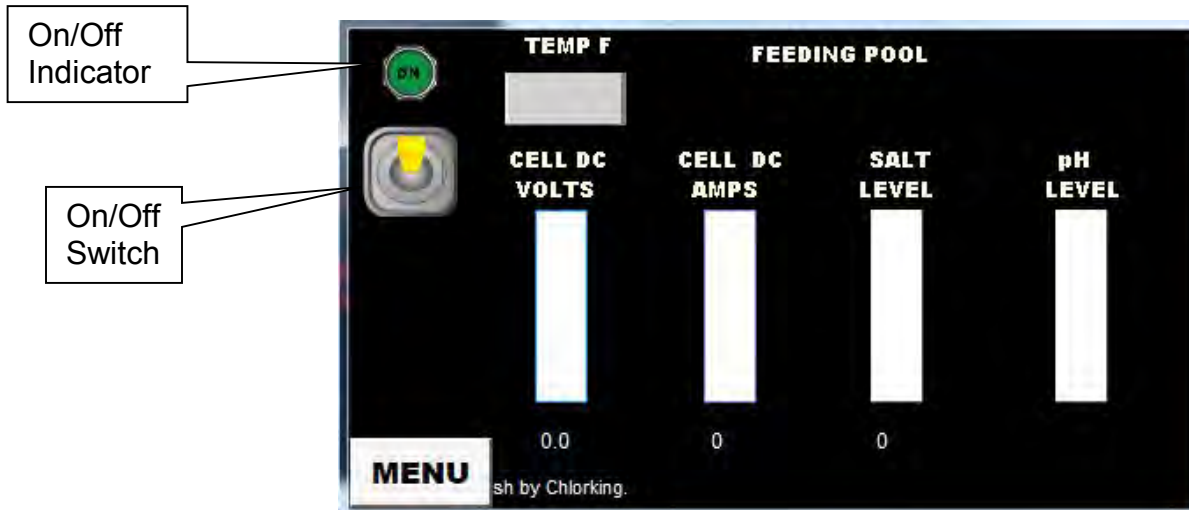 On/Off
Indicator
ON
TEMP F
FEEDING POOL
On/Off
Switch
CELL DC
VOLTS
CELL DC
AMPS
SALT
LEVEL
pH
LEVEL
0.0
0
0
MENU
sh by Chlorking.